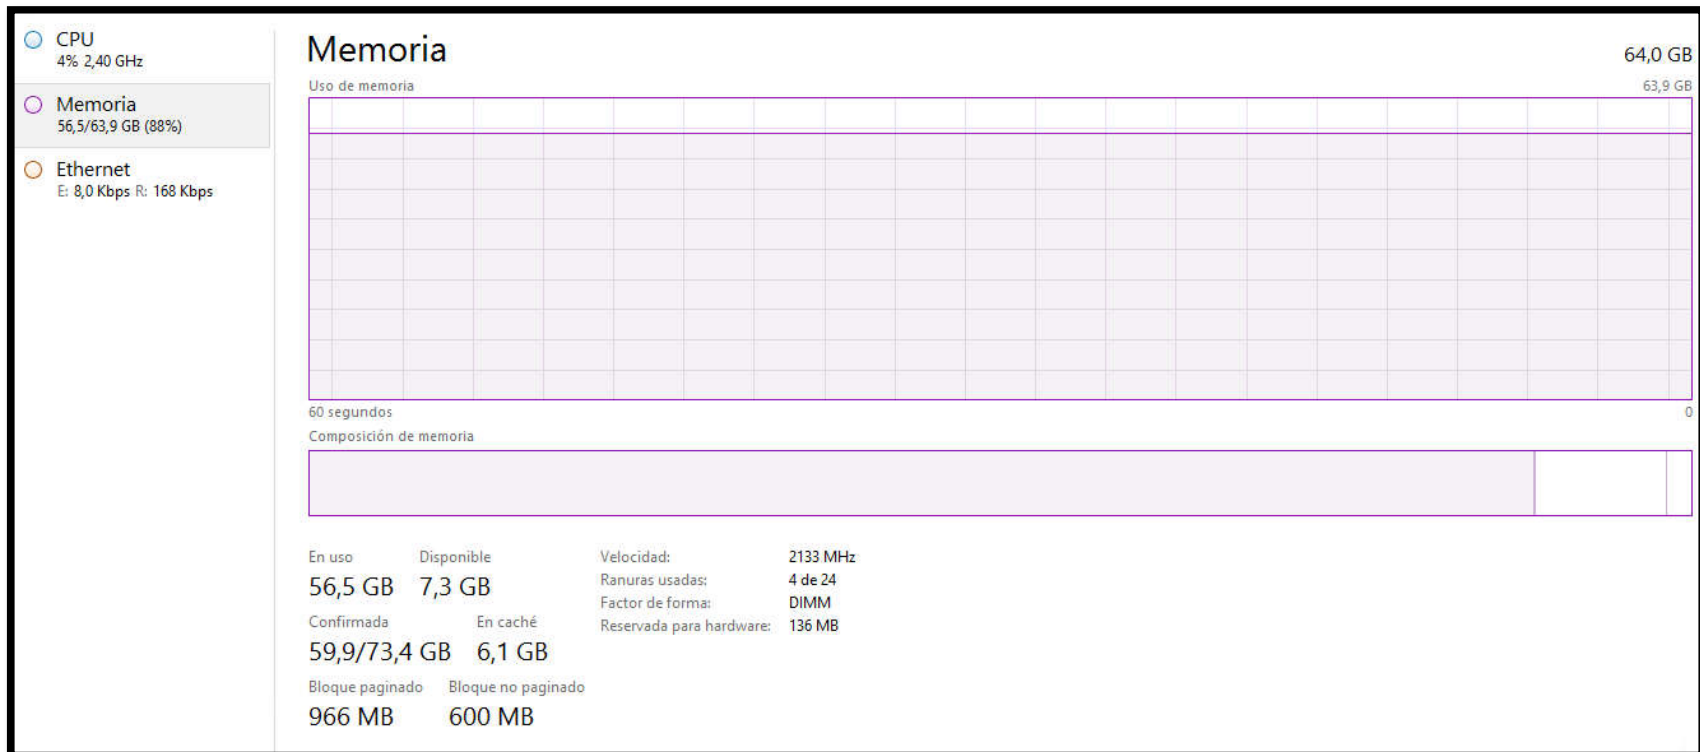 CPU
4% 2,40 GHz
Memoria
56,5/63,9 GB (88%)
Ethernet
E: 8,0 Kbps R: 168 Kbps
Memoria 64,0 GB
Uso de memoria 63,9 GB
60 segundos 0
Composición de memoria
En uso Disponible
56,5 GB 7,3 GB
Confirmada En caché
59,9/73,4 GB 6,1 GB
Bloque paginado Bloque no paginado
966 MB 600 MB
Velocidad: 2133 MHz
Ranuras usadas: 4 de 24
Factor de forma: DIMM
Reservada para hardware: 136 MB